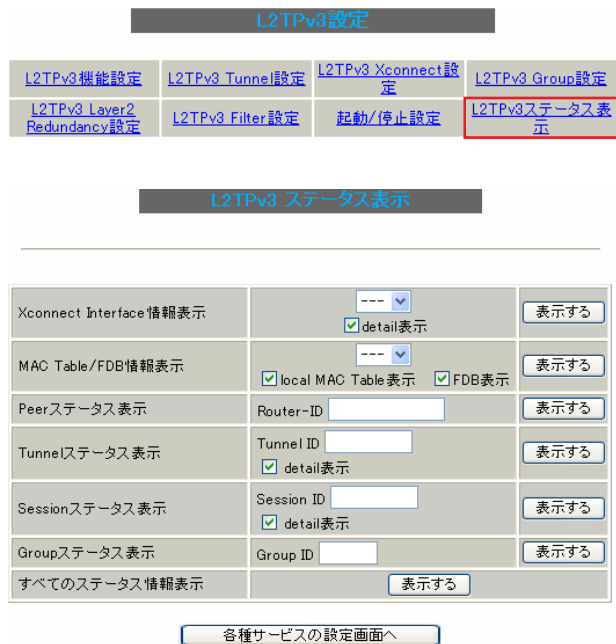 L2TPv3設定
L2TPv3機能設定
L2TPv3 Tunnel設定
L2TPv3 Xconnect設
定
L2TPv3 Group設定
L2TPv3 Layer2
Redundancy設定
L2TPv3 Filter設定
起動/停止設定
L2TPv3ステータス表
示
L2TPv3 ステータス表示
Xconnect Interface情報表示
---
detail表示
表示する
MAC Table/FDB情報表示
---
local MAC Table表示 FDB表示
表示する
Peerステータス表示
Router-ID
表示する
Tunnelステータス表示
Tunnel ID
detail表示
表示する
Sessionステータス表示
Session ID
detail表示
表示する
Groupステータス表示
Group ID
表示する
すべてのステータス情報表示
表示する
各種サービスの設定画面へ